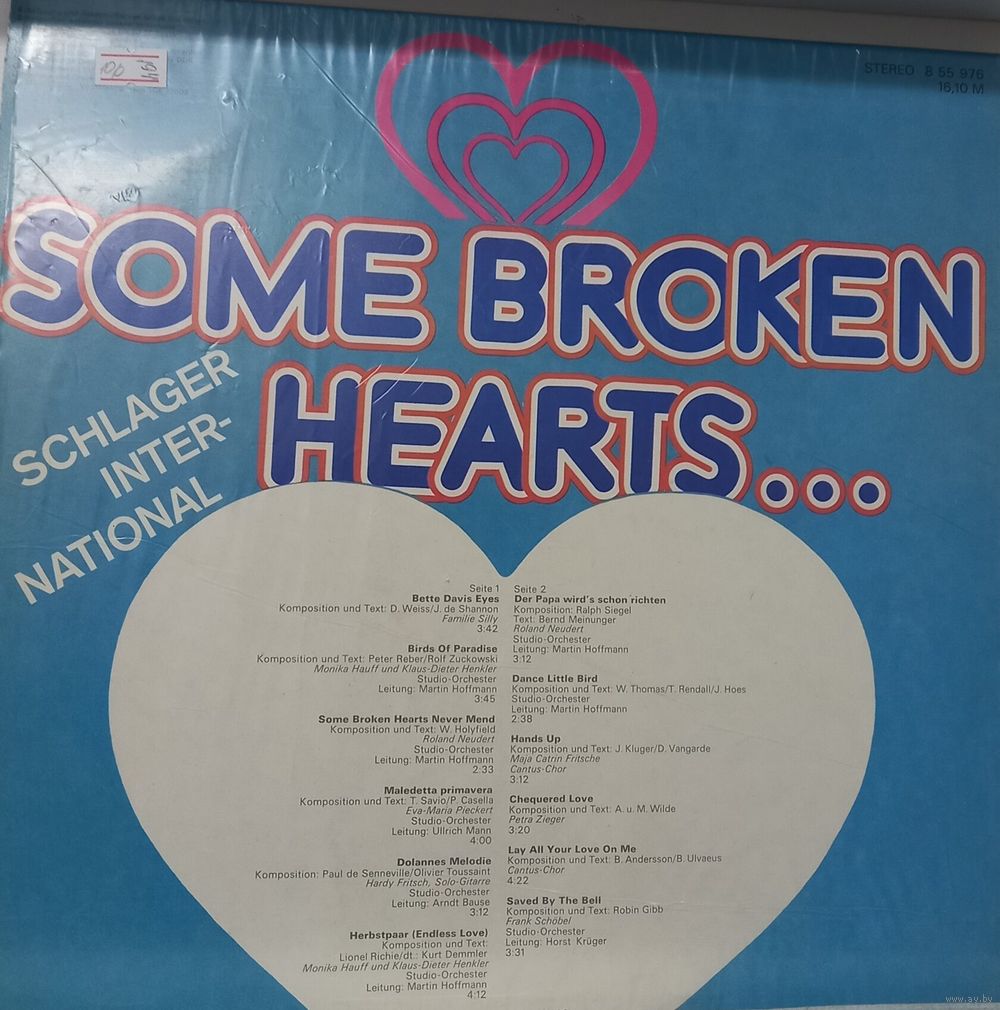 STEREO 8 55 976
16,10 M
SOME BROKEN
HEARTS...
SCHLAGER
INTER-
NATIONAL
Seite 1
Bette Davis Eyes
Komposition und Text: D. Weiss/J. de Shannon
Familie Silly
3:42
Birds Of Paradise
Komposition und Text: Peter Reber/Rolf Zuckowski
Monika Hauff und Klaus-Dieter Henkler
Studio-Orchester
Leitung: Martin Hoffmann
3:45
Some Broken Hearts Never Mend
Komposition und Text: W. Holyfield
Roland Neudert
Studio-Orchester
Leitung: Martin Hoffmann
2:33
Maledetta primavera
Komposition und Text: T. Savio/P. Casella
Eva-Maria Pieckert
Studio-Orchester
Leitung: Ullrich Mann
4:00
Dolannes Melodie
Komposition: Paul de Senneville/Olivier Toussaint
Hardy Fritsch, Solo-Gitarre
Studio-Orchester
Leitung: Arndt Bause
3:12
Herbstpaar (Endless Love)
Komposition und Text:
Lionel Richie/dt.: Kurt Demmler
Monika Hauff und Klaus-Dieter Henkler
Studio-Orchester
Leitung: Martin Hoffmann
4:12
Seite 2
Der Papa wird's schon richten
Komposition: Ralph Siegel
Text: Bernd Meinunger
Roland Neudert
Studio-Orchester
Leitung: Martin Hoffmann
3:12
Dance Little Bird
Komposition und Text: W. Thomas/T. Rendall/J. Hoes
Studio-Orchester
Leitung: Martin Hoffmann
2:38
Hands Up
Komposition und Text: J. Kluger/D. Vangarde
Maja Catrin Fritsche
Cantus-Chor
3:12
Chequered Love
Komposition und Text: A. u. M. Wilde
Petra Zieger
3:20
Lay All Your Love On Me
Komposition und Text: B. Andersson/B. Ulvaeus
Cantus-Chor
4:22
Saved By The Bell
Komposition und Text: Robin Gibb
Frank Schöbel
Studio-Orchester
Leitung: Horst Krüger
3:31
www.ay.by